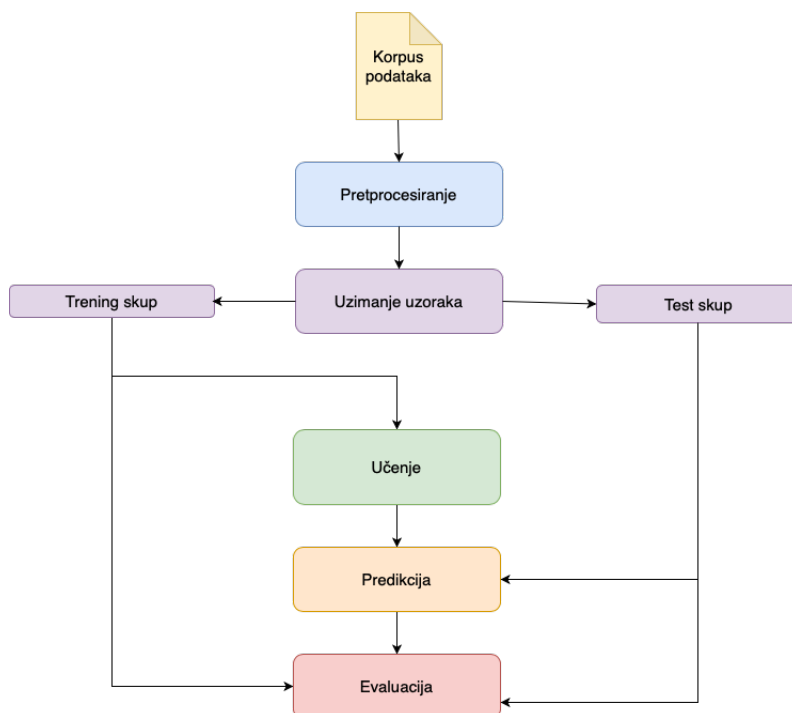 Korpus
podataka
Pretprocesiranje
Trening skup
Uzimanje uzoraka
Test skup
Učenje
Predikcija
Evaluacija